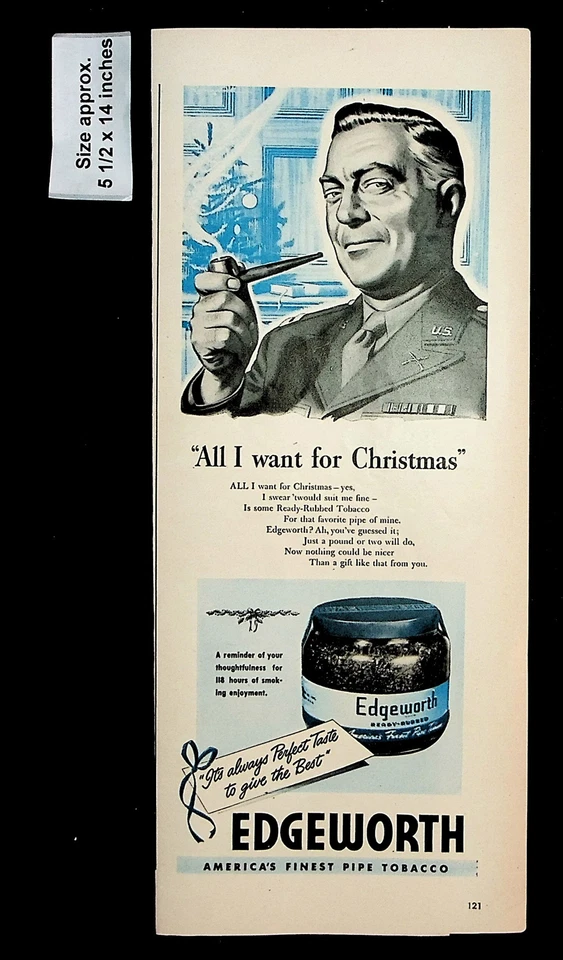 Size approx.
5 1/2 x 14 inches
U.S.
"All I want for Christmas"
ALL I want for Christmas – yes,
I swear 'twould suit me fine –
Is some Ready-Rubbed Tobacco
For that favorite pipe of mine.
Edgeworth? Ah, you've guessed it;
Just a pound or two will do,
Now nothing could be nicer
Than a gift like that from you.
A reminder of your
thoughtfulness for
118 hours of smok-
ing enjoyment.
Edgeworth
READY-RUBBED
America's Finest Pipe
"It's always Perfect Taste
to give the Best"
EDGEWORTH
AMERICA'S FINEST PIPE TOBACCO
121